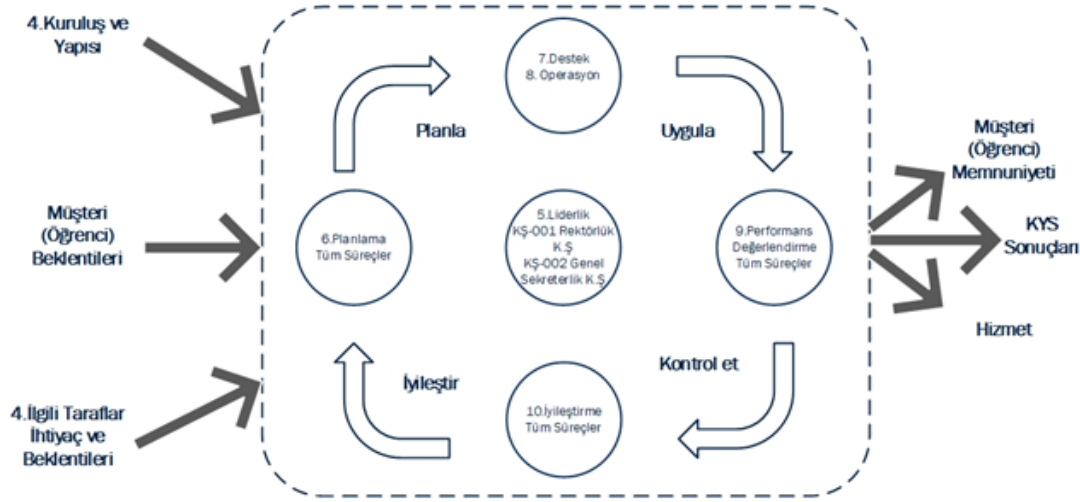 4.Kuruluş ve
Yapısı
Müşteri
(Öğrenci)
Beklentileri
4.İlgili Taraflar
İhtiyaç ve
Beklentileri
7.Destek
8. Operasyon
Planla
Uygula
6.Planlama
Tüm Süreçler
5.Liderlik
KŞ-001 Rektörlük
K.Ş
KŞ-002 Genel
Sekreterlik K.Ş
9.Performans
Değerlendirme
Tüm Süreçler
İyileştir
Kontrol et
10.İyileştirme
Tüm Süreçler
Müşteri
(Öğrenci)
Memnuniyeti
KYS
Sonuçları
Hizmet